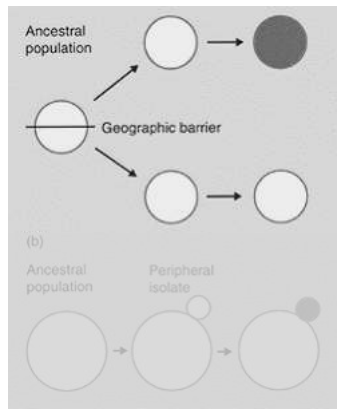 Ancestral
population
Geographic barrier
(b)
Ancestral
population
Peripheral
isolate